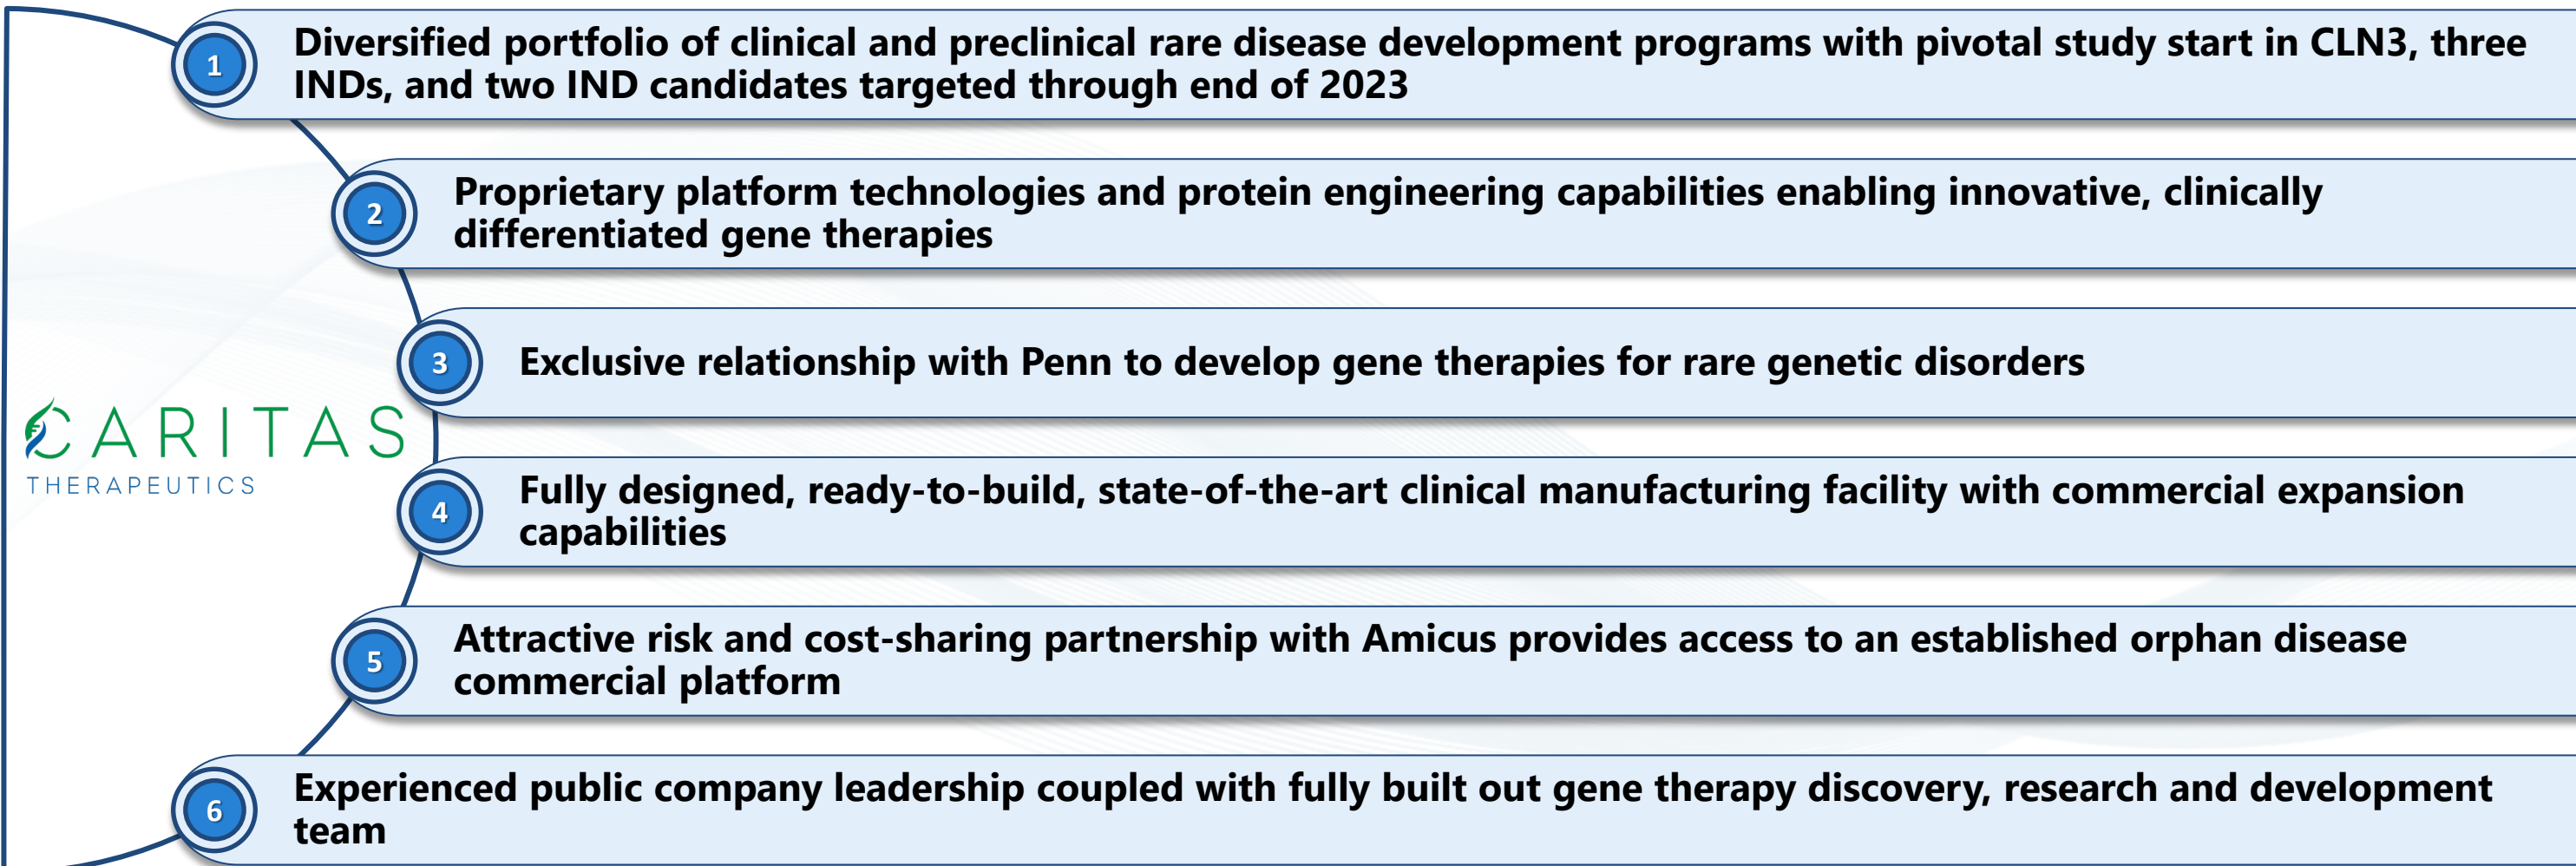 1
Diversified portfolio of clinical and preclinical rare disease development programs with pivotal study start in CLN3, three
INDs, and two IND candidates targeted through end of 2023
2
Proprietary platform technologies and protein engineering capabilities enabling innovative, clinically
differentiated gene therapies
3
Exclusive relationship with Penn to develop gene therapies for rare genetic disorders
CARITAS
THERAPEUTICS
4
Fully designed, ready-to-build, state-of-the-art clinical manufacturing facility with commercial expansion
capabilities
5
Attractive risk and cost-sharing partnership with Amicus provides access to an established orphan disease
commercial platform
6
Experienced public company leadership coupled with fully built out gene therapy discovery, research and development
team